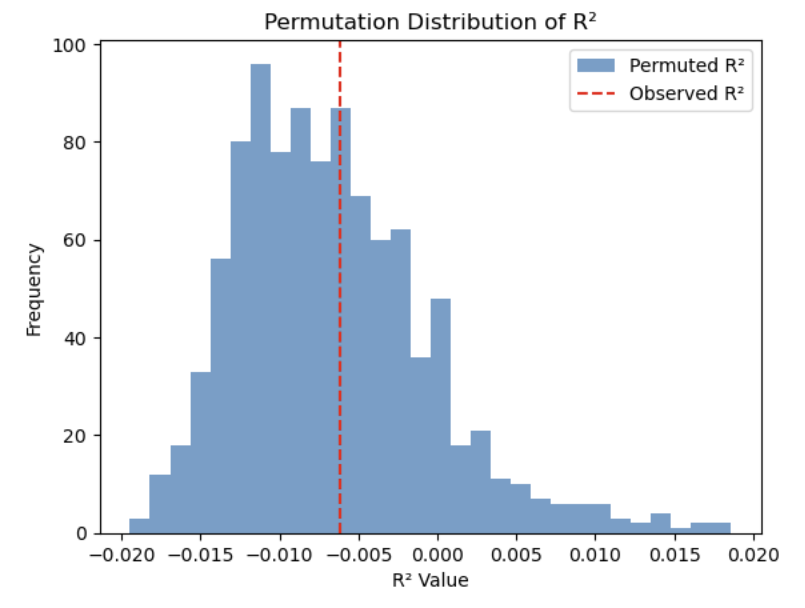 Permutation Distribution of R²
100
80
60
40
20
0
Frequency
Permuted R²
Observed R²
−0.020 −0.015 −0.010 −0.005 0.000 0.005 0.010 0.015 0.020
R² Value